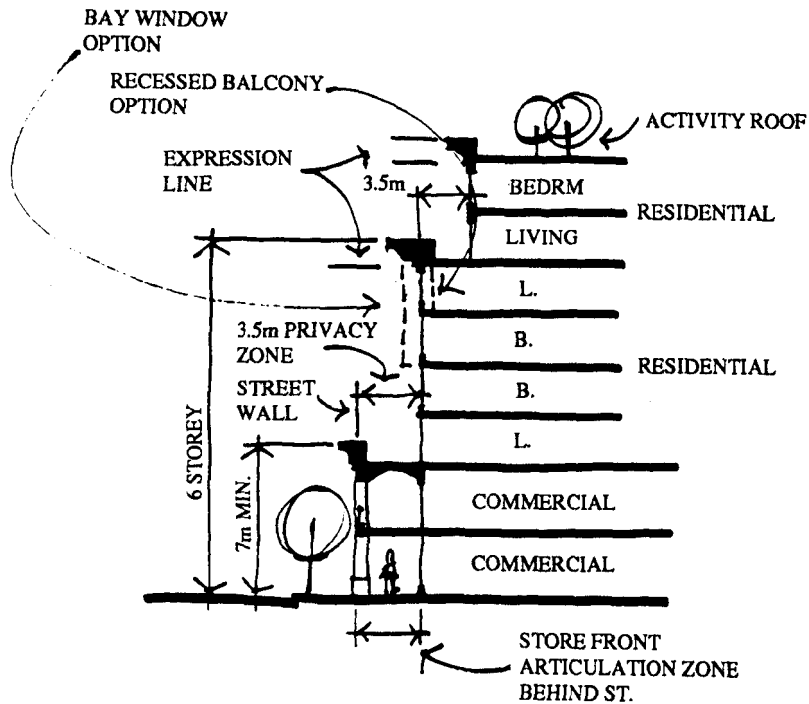 BAY WINDOW
OPTION
RECESSED BALCONY
OPTION
ACTIVITY ROOF
EXPRESSION
LINE
3.5m
BEDRM
RESIDENTIAL
LIVING
L.
3.5m PRIVACY
ZONE
B.
RESIDENTIAL
STREET
WALL
B.
L.
6 STOREY
7m MIN.
COMMERCIAL
COMMERCIAL
STORE FRONT
ARTICULATION ZONE
BEHIND ST.